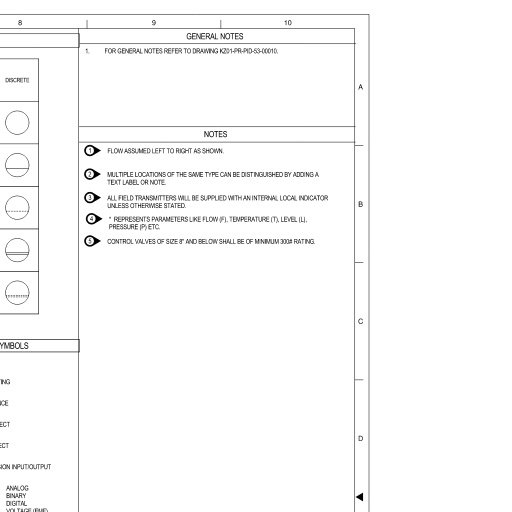 8
9
10
GENERAL NOTES
1. FOR GENERAL NOTES REFER TO DRAWING KZ01-PR-PID-53-00010.
DISCRETE
A
NOTES
1 FLOW ASSUMED LEFT TO RIGHT AS SHOWN.
2 MULTIPLE LOCATIONS OF THE SAME TYPE CAN BE DISTINGUISHED BY ADDING A
TEXT LABEL OR NOTE.
3 ALL FIELD TRANSMITTERS WILL BE SUPPLIED WITH AN INTERNAL LOCAL INDICATOR
UNLESS OTHERWISE STATED.
B
4 * REPRESENTS PARAMETERS LIKE FLOW (F), TEMPERATURE (T), LEVEL (L),
PRESSURE (P) ETC.
5 CONTROL VALVES OF SIZE 8" AND BELOW SHALL BE OF MINIMUM 300# RATING.
C
YMBOLS
ING
NCE
ECT
D
ECT
SION INPUT/OUTPUT
ANALOG
BINARY
DIGITAL
VOLTAGE (EMF)